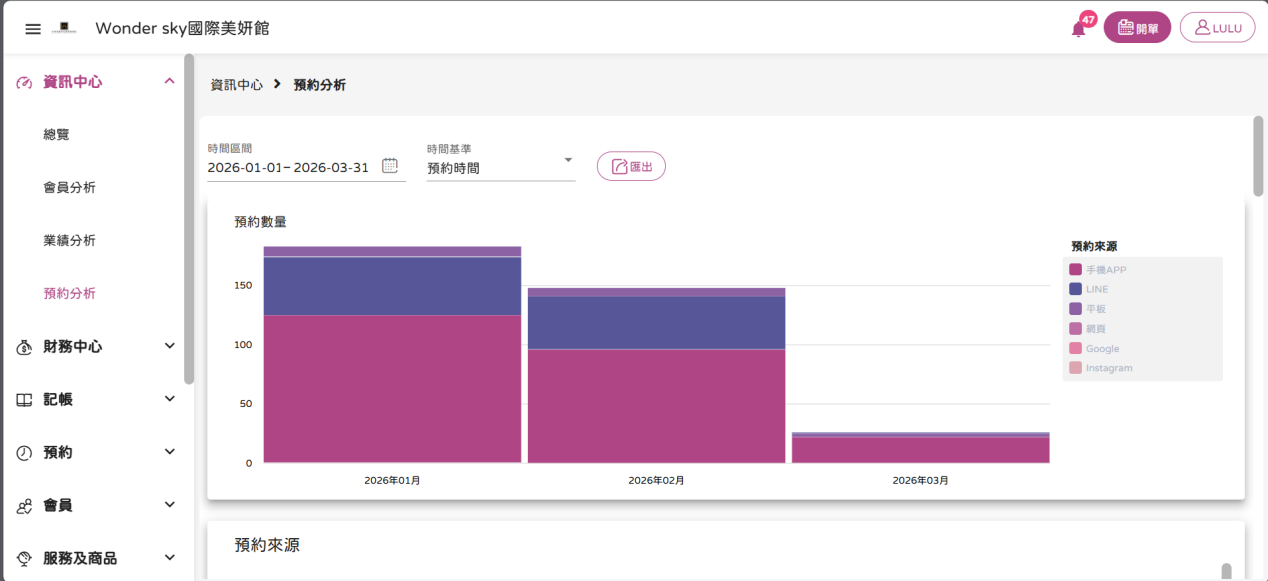 Wonder sky國際美妍館
47
開單
LULU
資訊中心
總覽
會員分析
業績分析
預約分析
財務中心
記帳
預約
會員
服務及商品
資訊中心 > 預約分析
時間區間
2026-01-01 – 2026-03-31
時間基準
預約時間
匯出
預約數量
150
100
50
0
2026年01月
2026年02月
2026年03月
預約來源
手機APP
LINE
平板
網頁
Google
Instagram
預約來源